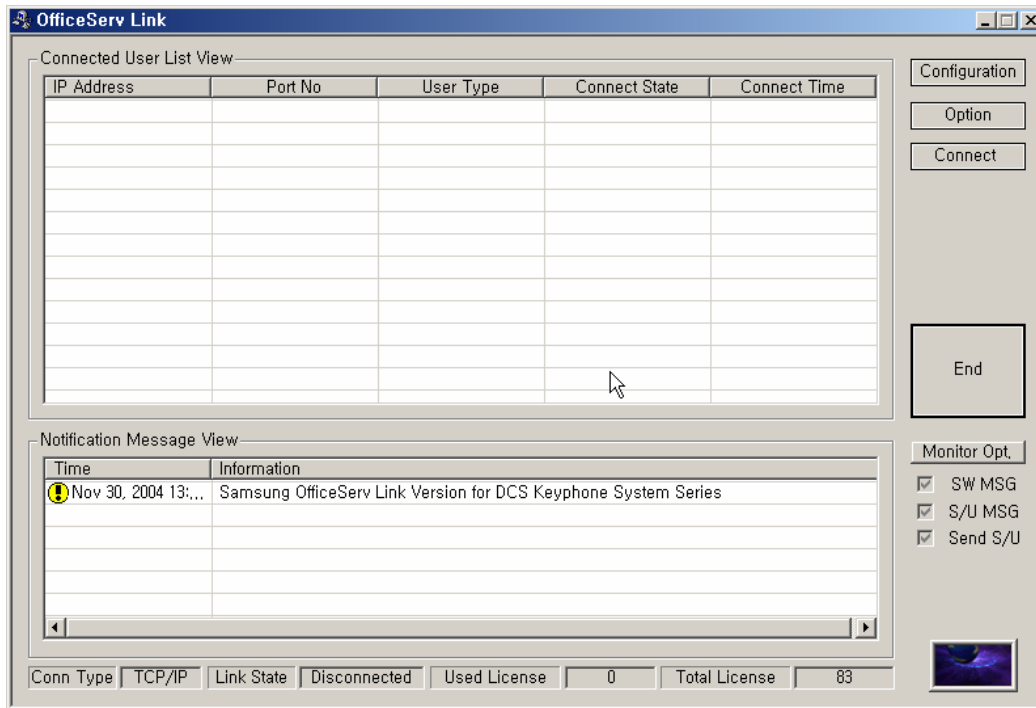 OfficeServ Link
Connected User List View
IP Address Port No User Type Connect State Connect Time
Configuration
Option
Connect
End
Notification Message View
Time Information
Nov 30, 2004 13:... Samsung OfficeServ Link Version for DCS Keyphone System Series
Monitor Opt.
SW MSG
S/U MSG
Send S/U
Conn Type TCP/IP Link State Disconnected Used License 0 Total License 83